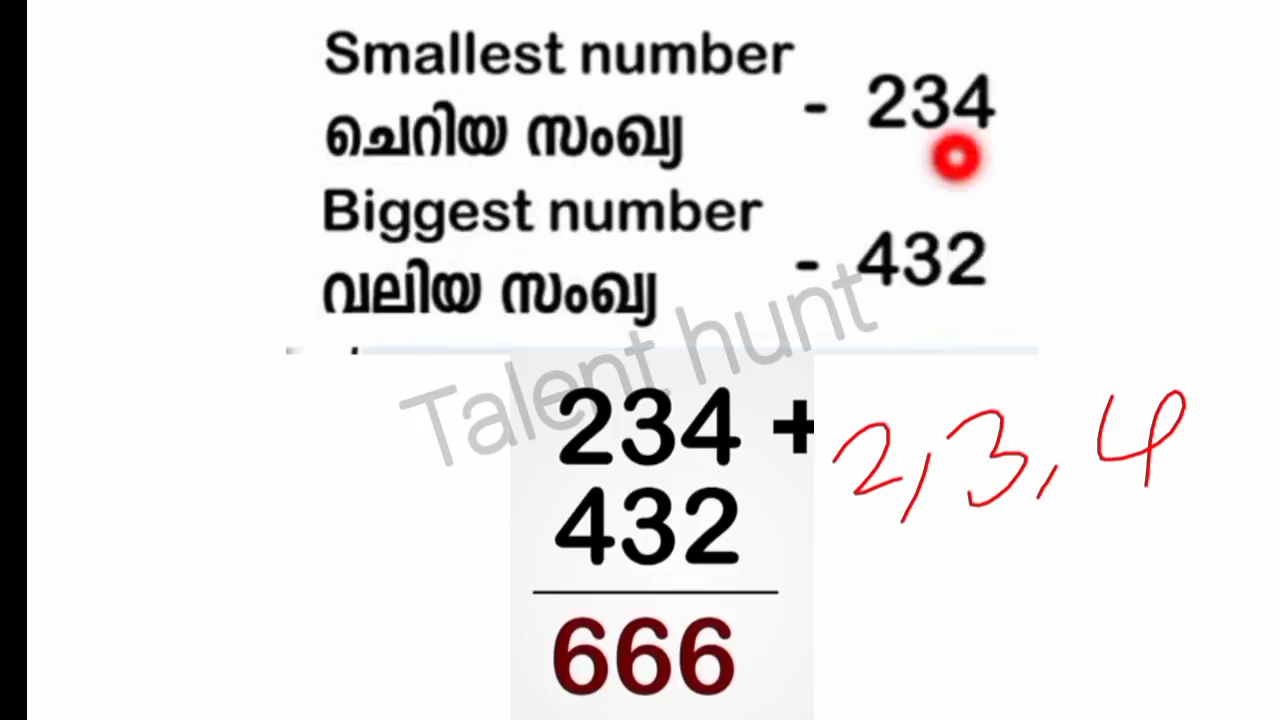 Smallest number
ചെറിയ സംഖ്യ
- 234
Biggest number
വലിയ സംഖ്യ
- 432
Talent hunt
234 +
432
666
2, 3, 4